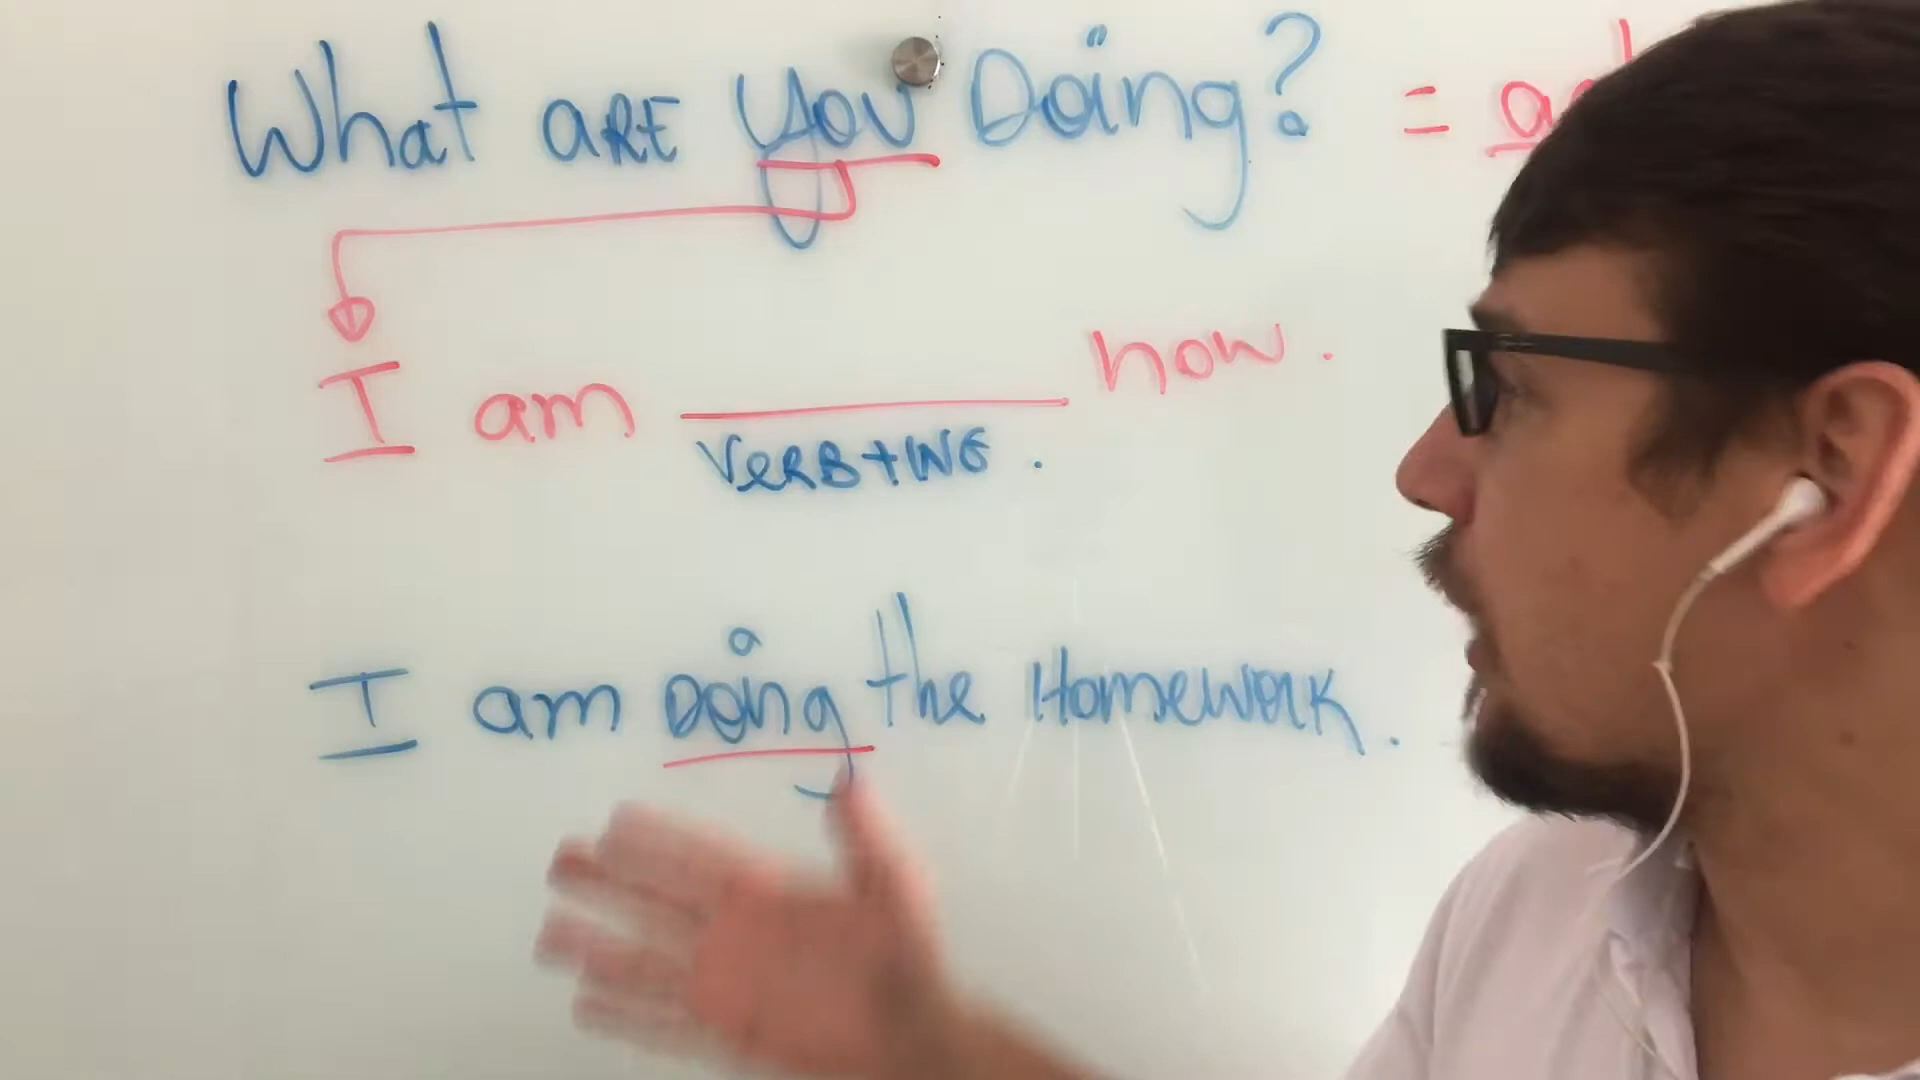 What aRE you Doing? =
I am ________ now.
VeRB+ING.
I am Doing the Homework.